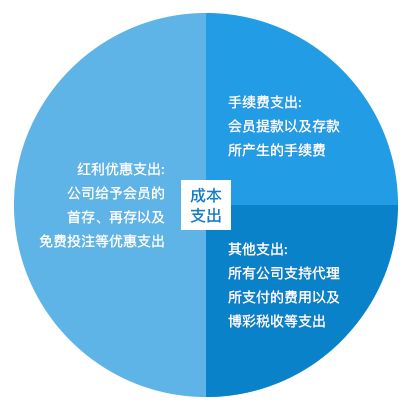 手续费支出:
会员提款以及存款
所产生的手续费
红利优惠支出:
公司给予会员的
首存、再存以及
免费投注等优惠支出
成本
支出
其他支出:
所有公司支持代理
所支付的费用以及
博彩税收等支出